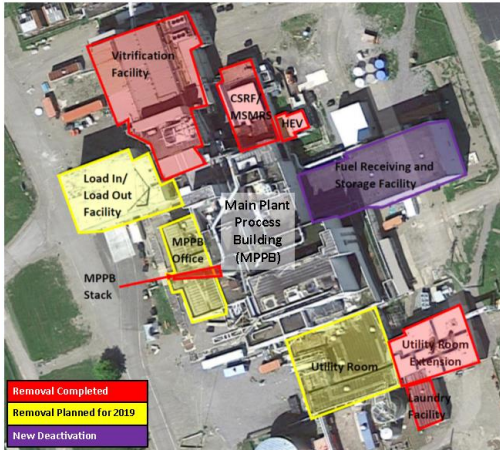 Vitrification
Facility
CSRF/
MSMRS
HEV
Fuel Receiving and
Storage Facility
Load In/
Load Out
Facility
Main Plant
Process
Building
(MPPB)
MPPB
Office
MPPB
Stack
Utility Room
Utility Room
Extension
Laundry
Facility
Removal Completed
Removal Planned for 2019
New Deactivation